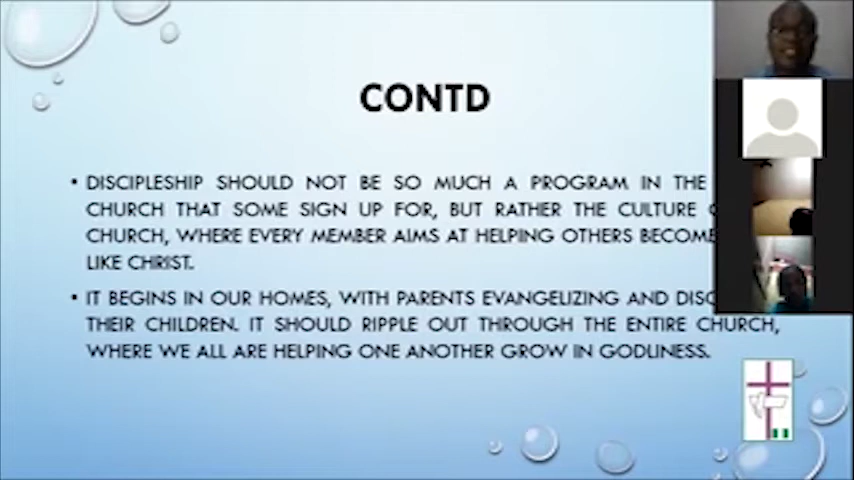 CONTD
• DISCIPLESHIP SHOULD NOT BE SO MUCH A PROGRAM IN THE
CHURCH THAT SOME SIGN UP FOR, BUT RATHER THE CULTURE
CHURCH, WHERE EVERY MEMBER AIMS AT HELPING OTHERS BECOME
LIKE CHRIST.
• IT BEGINS IN OUR HOMES, WITH PARENTS EVANGELIZING AND
THEIR CHILDREN. IT SHOULD RIPPLE OUT THROUGH THE ENTIRE CHURCH,
WHERE WE ALL ARE HELPING ONE ANOTHER GROW IN GODLINESS.